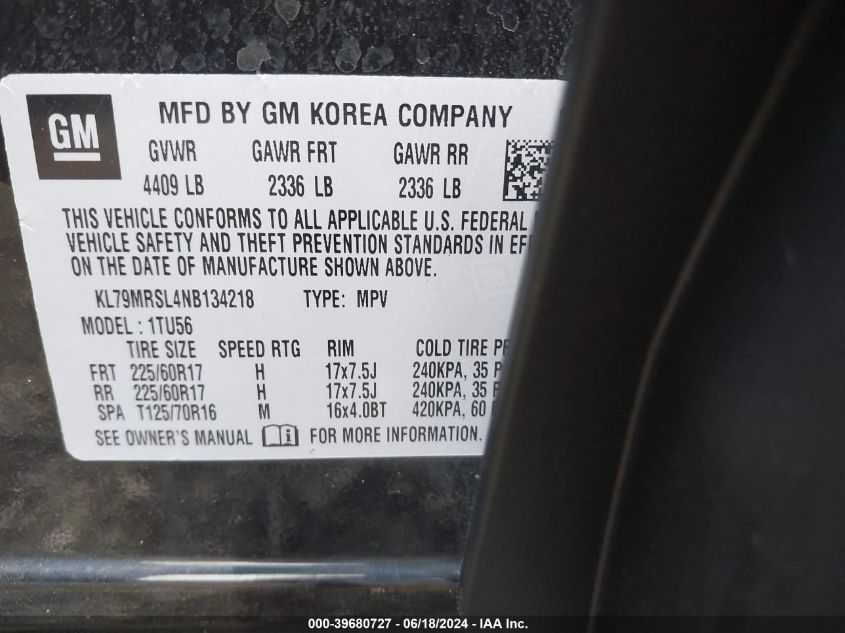 GM
MFD BY GM KOREA COMPANY
GVWR GAWR FRT GAWR RR
4409 LB 2336 LB 2336 LB
THIS VEHICLE CONFORMS TO ALL APPLICABLE U.S. FEDERAL
VEHICLE SAFETY AND THEFT PREVENTION STANDARDS IN
ON THE DATE OF MANUFACTURE SHOWN ABOVE.
KL79MRSL4NB134218 TYPE: MPV
MODEL : 1TU56
TIRE SIZE SPEED RTG RIM COLD TIRE
FRT 225/60R17 H 17x7.5J 240KPA, 35
RR 225/60R17 H 17x7.5J 240KPA, 35
SPA T125/70R16 M 16x4.0BT 420KPA, 60
SEE OWNER'S MANUAL FOR MORE INFORMATION.
000-39680727 - 06/18/2024 - IAA Inc.